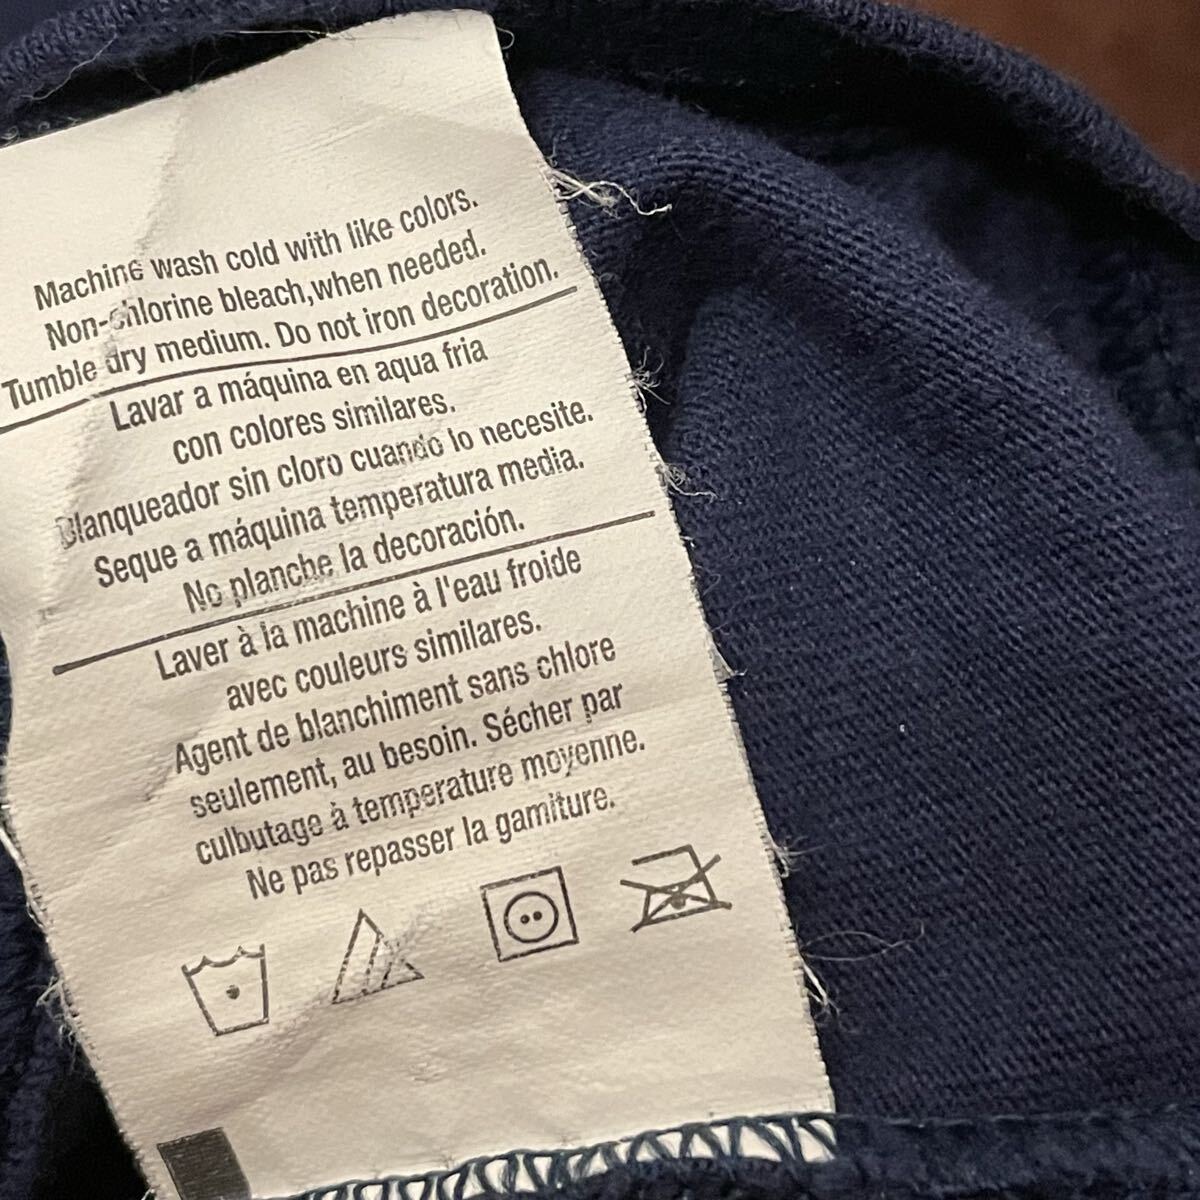 Machine wash cold with like colors.
Non-chlorine bleach,when needed.
Tumble dry medium. Do not iron decoration.
Lavar a máquina en aqua fria
con colores similares.
Blanqueador sin cloro cuando lo necesite.
Seque a máquina temperatura media.
No planche la decoración.
Laver à la machine à l'eau froide
avec couleurs similares.
Agent de blanchiment sans chlore
seulement, au besoin. Sécher par
culbutage à temperature moyenne.
Ne pas repasser la gamiture.